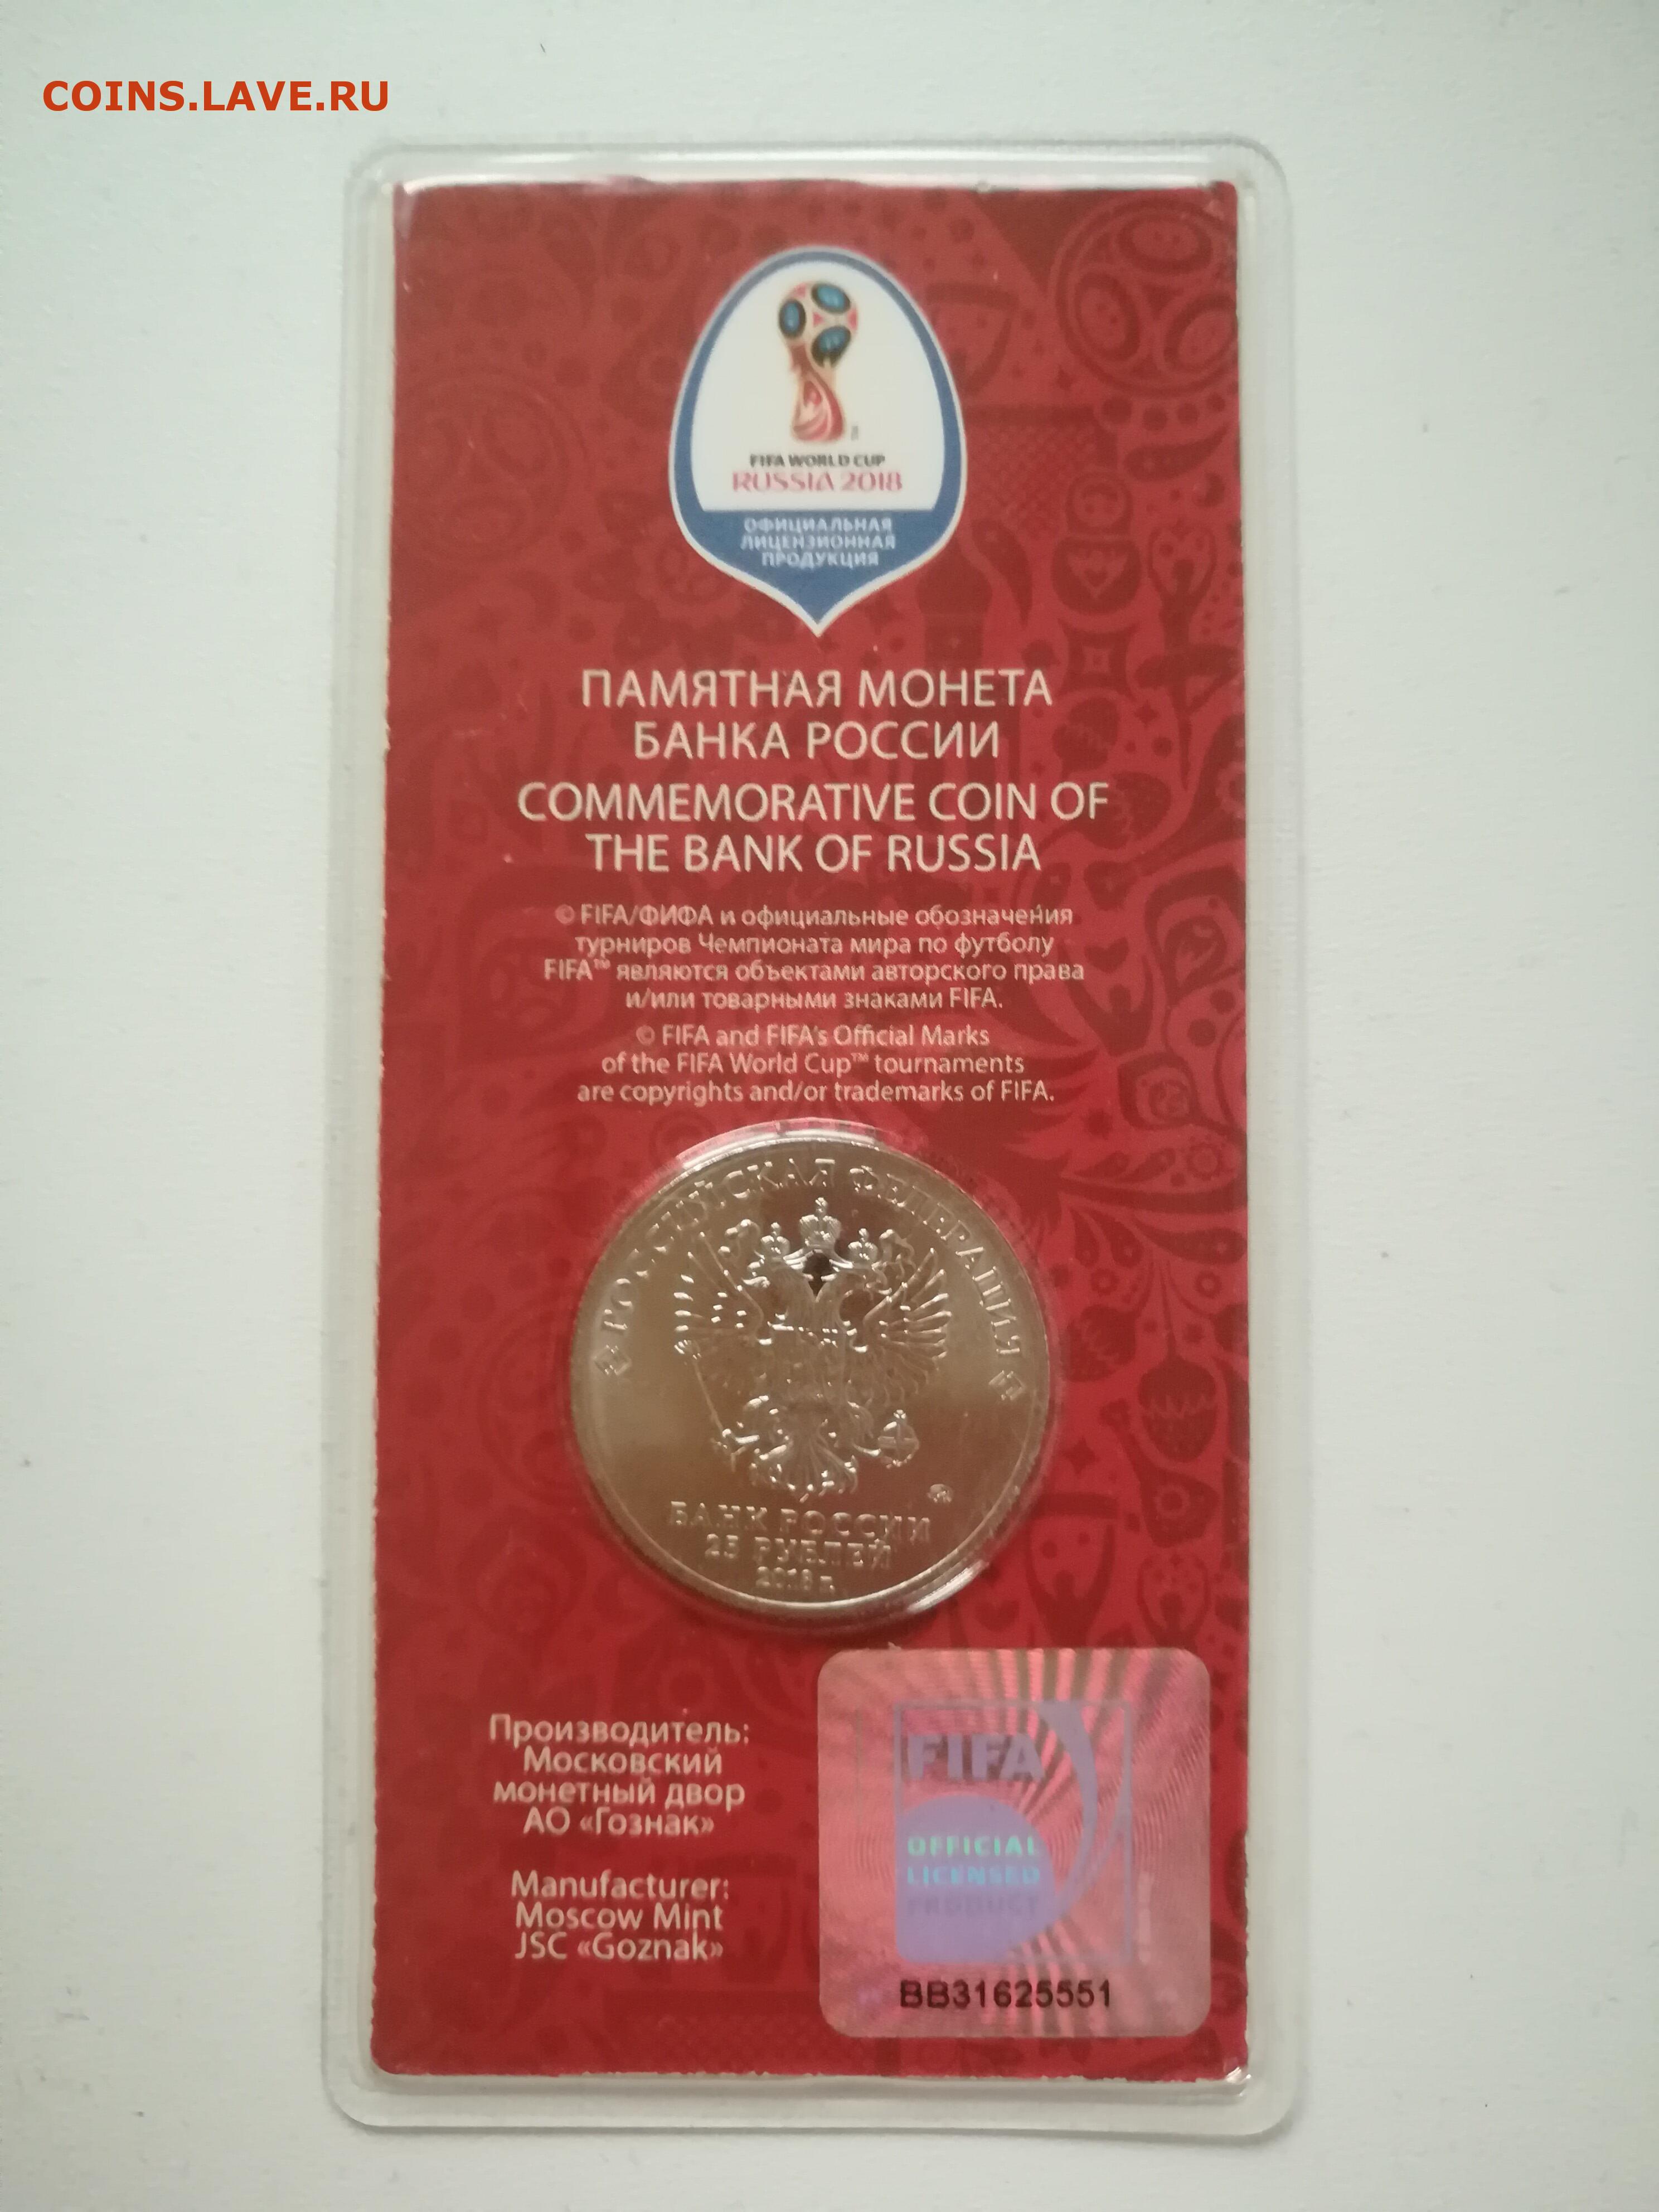 COINS.LAVE.RU
FIFA WORLD CUP
RUSSIA 2018
ОФИЦИАЛЬНАЯ
ЛИЦЕНЗИОННАЯ
ПРОДУКЦИЯ
ПАМЯТНАЯ МОНЕТА
БАНКА РОССИИ
COMMEMORATIVE COIN OF
THE BANK OF RUSSIA
© FIFA/ФИФА и официальные обозначения
турниров Чемпионата мира по футболу
FIFA™ являются объектами авторского права
и/или товарными знаками FIFA.
© FIFA and FIFA's Official Marks
of the FIFA World Cup™ tournaments
are copyrights and/or trademarks of FIFA.
РОССИЙСКАЯ ФЕДЕРАЦИЯ
БАНК РОССИИ
25 РУБЛЕЙ
2018 г.
Производитель:
Московский
монетный двор
АО «Гознак»
Manufacturer:
Moscow Mint
JSC «Goznak»
FIFA
OFFICIAL
LICENSED
PRODUCT
BB31625551